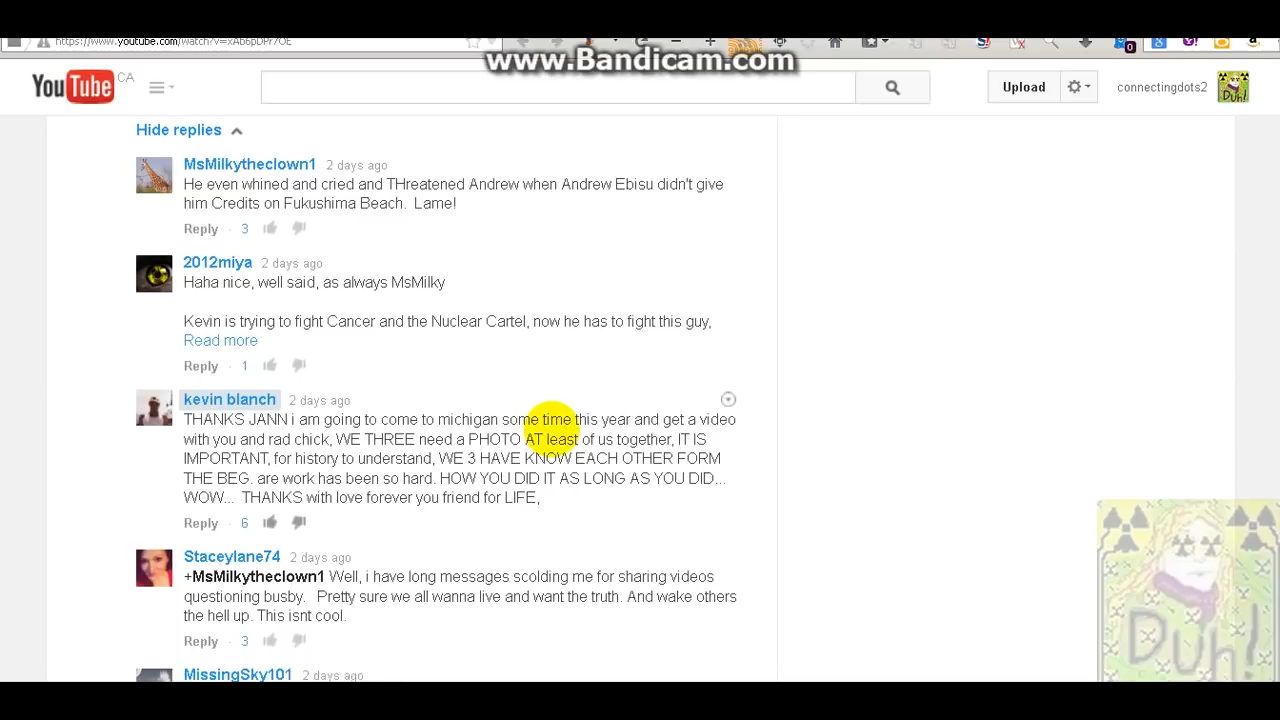 https://www.youtube.com/watch?v=xAb6pDPr7OE
www.Bandicam.com
You Tube CA
Upload
connectingdots2
Duh!
Hide replies
MsMilkytheclown1 2 days ago
He even whined and cried and THreatened Andrew when Andrew Ebisu didn't give
him Credits on Fukushima Beach. Lame!
Reply · 3
2012miya 2 days ago
Haha nice, well said, as always MsMilky
Kevin is trying to fight Cancer and the Nuclear Cartel, now he has to fight this guy,
Read more
Reply · 1
kevin blanch 2 days ago
THANKS JANN i am going to come to michigan some time this year and get a video
with you and rad chick, WE THREE need a PHOTO AT least of us together, IT IS
IMPORTANT, for history to understand, WE 3 HAVE KNOW EACH OTHER FORM
THE BEG. are work has been so hard. HOW YOU DID IT AS LONG AS YOU DID...
WOW... THANKS with love forever you friend for LIFE,
Reply · 6
Staceylane74 2 days ago
+MsMilkytheclown1 Well, i have long messages scolding me for sharing videos
questioning busby. Pretty sure we all wanna live and want the truth. And wake others
the hell up. This isnt cool.
Reply · 3
MissingSky101 2 days ago
Duh!